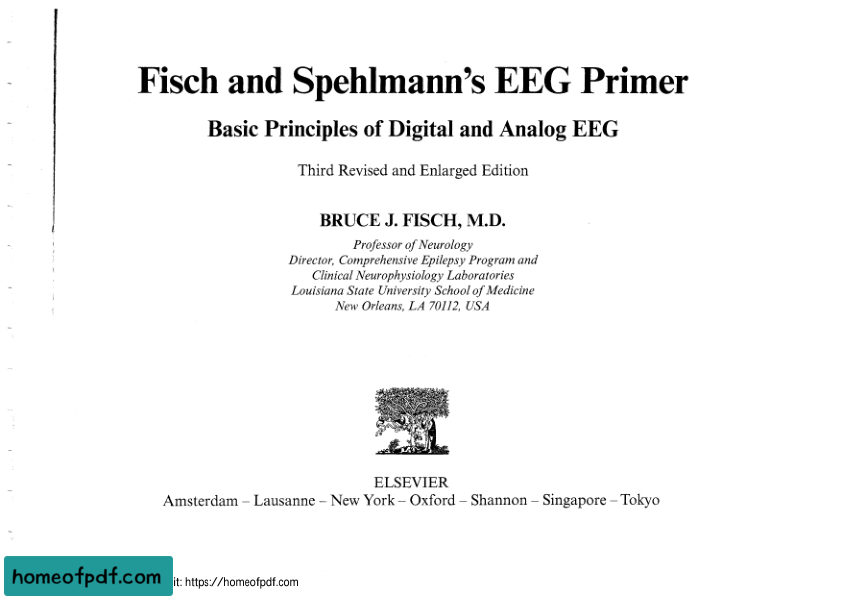 Fisch and Spehlmann's EEG Primer
Basic Principles of Digital and Analog EEG
Third Revised and Enlarged Edition
BRUCE J. FISCH, M.D.
Professor of Neurology
Director, Comprehensive Epilepsy Program and
Clinical Neurophysiology Laboratories
Louisiana State University School of Medicine
New Orleans, LA 70112, USA
ELSEVIER
Amsterdam – Lausanne – New York – Oxford – Shannon – Singapore – Tokyo
homeofpdf.com
it: https://homeofpdf.com